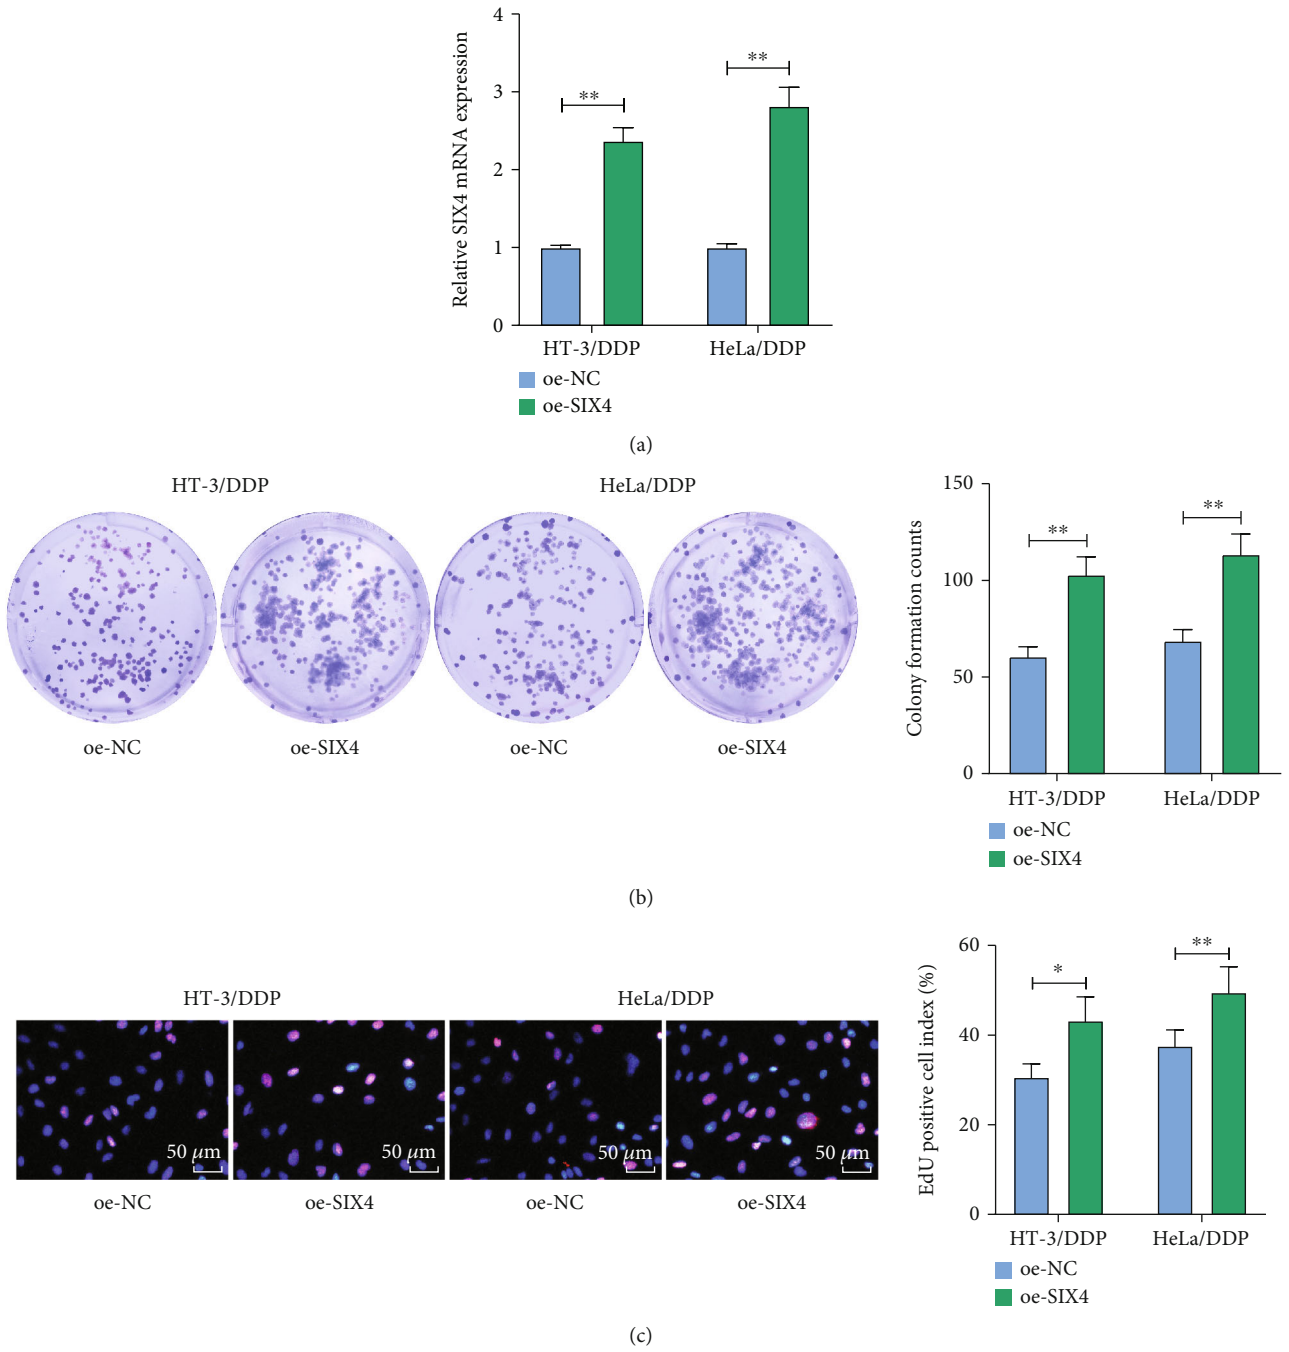 Relative SIX4 mRNA expression
4
3
2
1
0
**
**
HT-3/DDP
HeLa/DDP
oe-NC
oe-SIX4
(a)
HT-3/DDP
HeLa/DDP
oe-NC
oe-SIX4
oe-NC
oe-SIX4
Colony formation counts
150
100
50
0
**
**
HT-3/DDP
HeLa/DDP
oe-NC
oe-SIX4
(b)
HT-3/DDP
HeLa/DDP
50 µm
50 µm
50 µm
50 µm
oe-NC
oe-SIX4
oe-NC
oe-SIX4
EdU positive cell index (%)
60
40
20
0
*
**
HT-3/DDP
HeLa/DDP
oe-NC
oe-SIX4
(c)